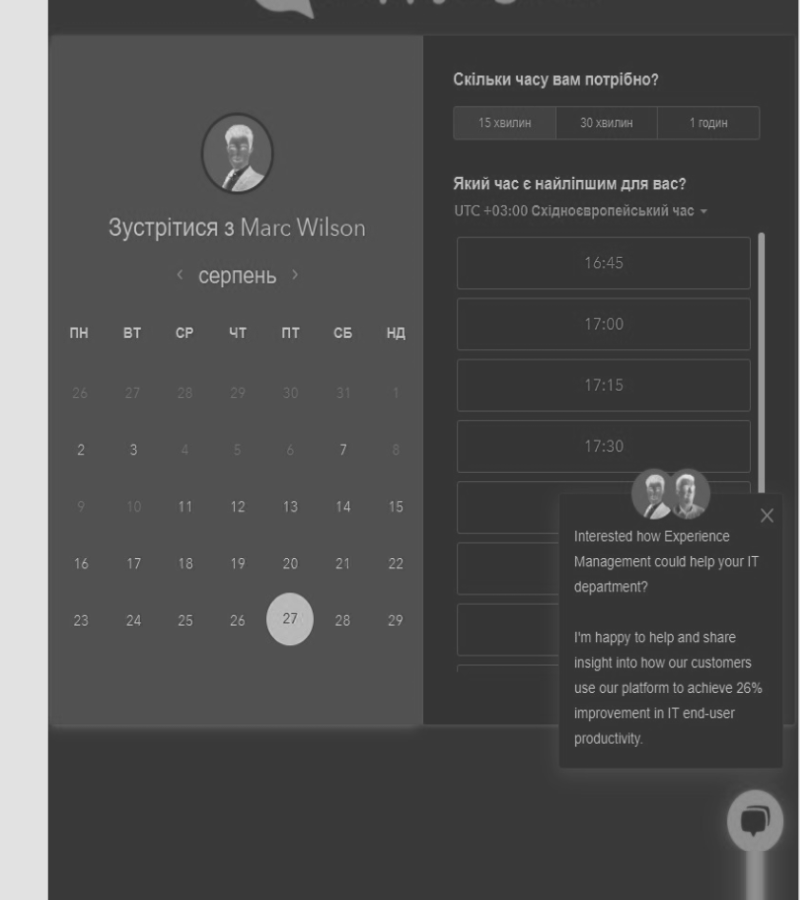 Скільки часу вам потрібно?
15 хвилин 30 хвилин 1 годин
Який час є найліпшим для вас?
UTC +03:00 Східноєвропейський час
Зустрітися з Marc Wilson
серпень
ПН ВТ СР ЧТ ПТ СБ НД
26 27 28 29 30 31 1
2 3 4 5 6 7 8
9 10 11 12 13 14 15
16 17 18 19 20 21 22
23 24 25 26 27 28 29
16:45
17:00
17:15
17:30
Interested how Experience
Management could help your IT
department?
I'm happy to help and share
insight into how our customers
use our platform to achieve 26%
improvement in IT end-user
productivity.